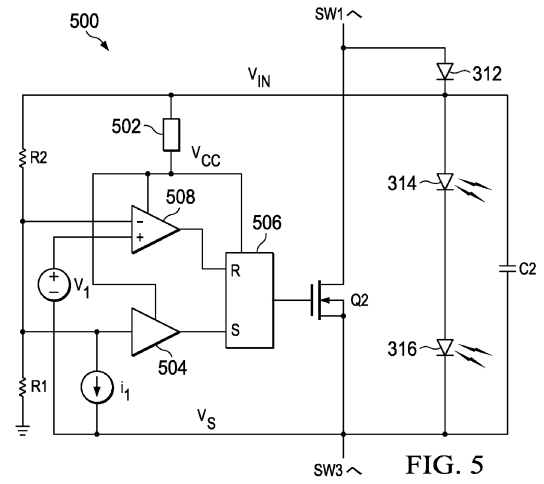 500
SW1
312
V_IN
502
R2
V_CC
508
314
506
−
+
R
C2
+
−
V_1
Q2
S
504
316
R1
i_1
V_S
SW3
FIG. 5